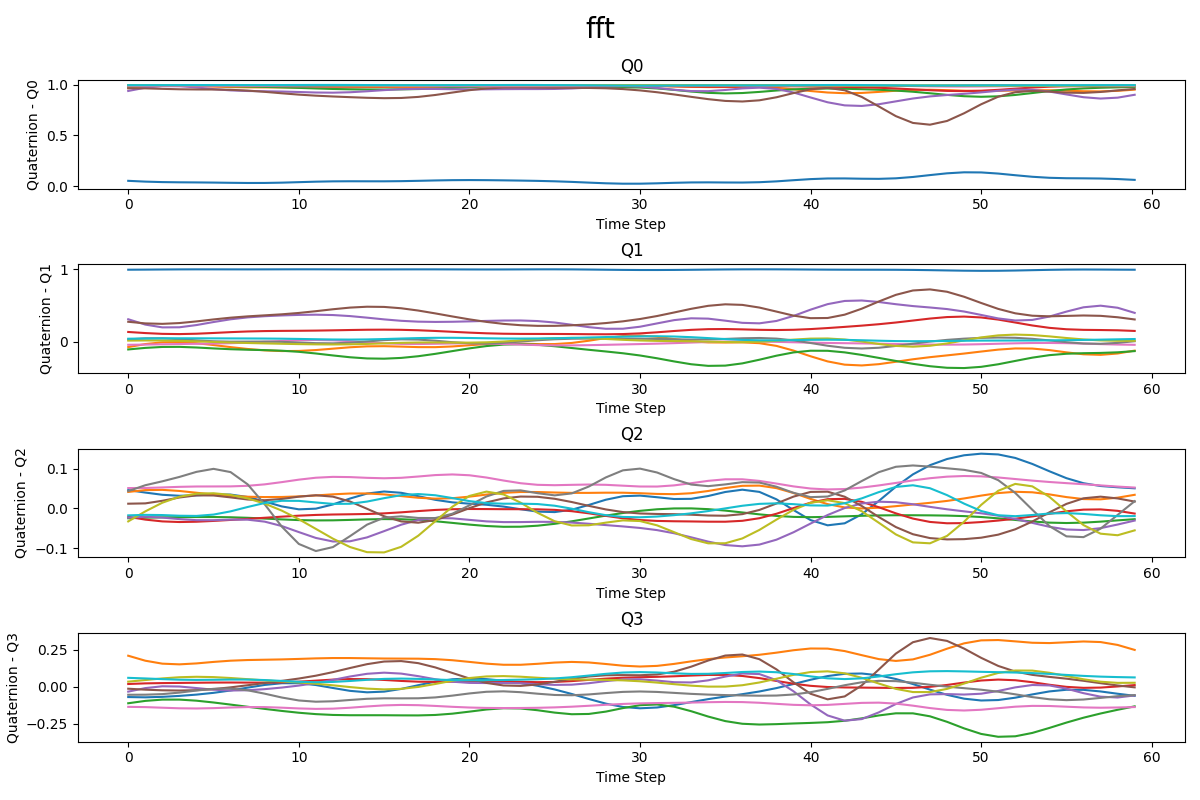 fft
Q0
Quaternion - Q0
1.0
0.5
0.0
0 10 20 30 40 50 60
Time Step
Q1
Quaternion - Q1
1
0
0 10 20 30 40 50 60
Time Step
Q2
Quaternion - Q2
0.1
0.0
−0.1
0 10 20 30 40 50 60
Time Step
Q3
Quaternion - Q3
0.25
0.00
−0.25
0 10 20 30 40 50 60
Time Step